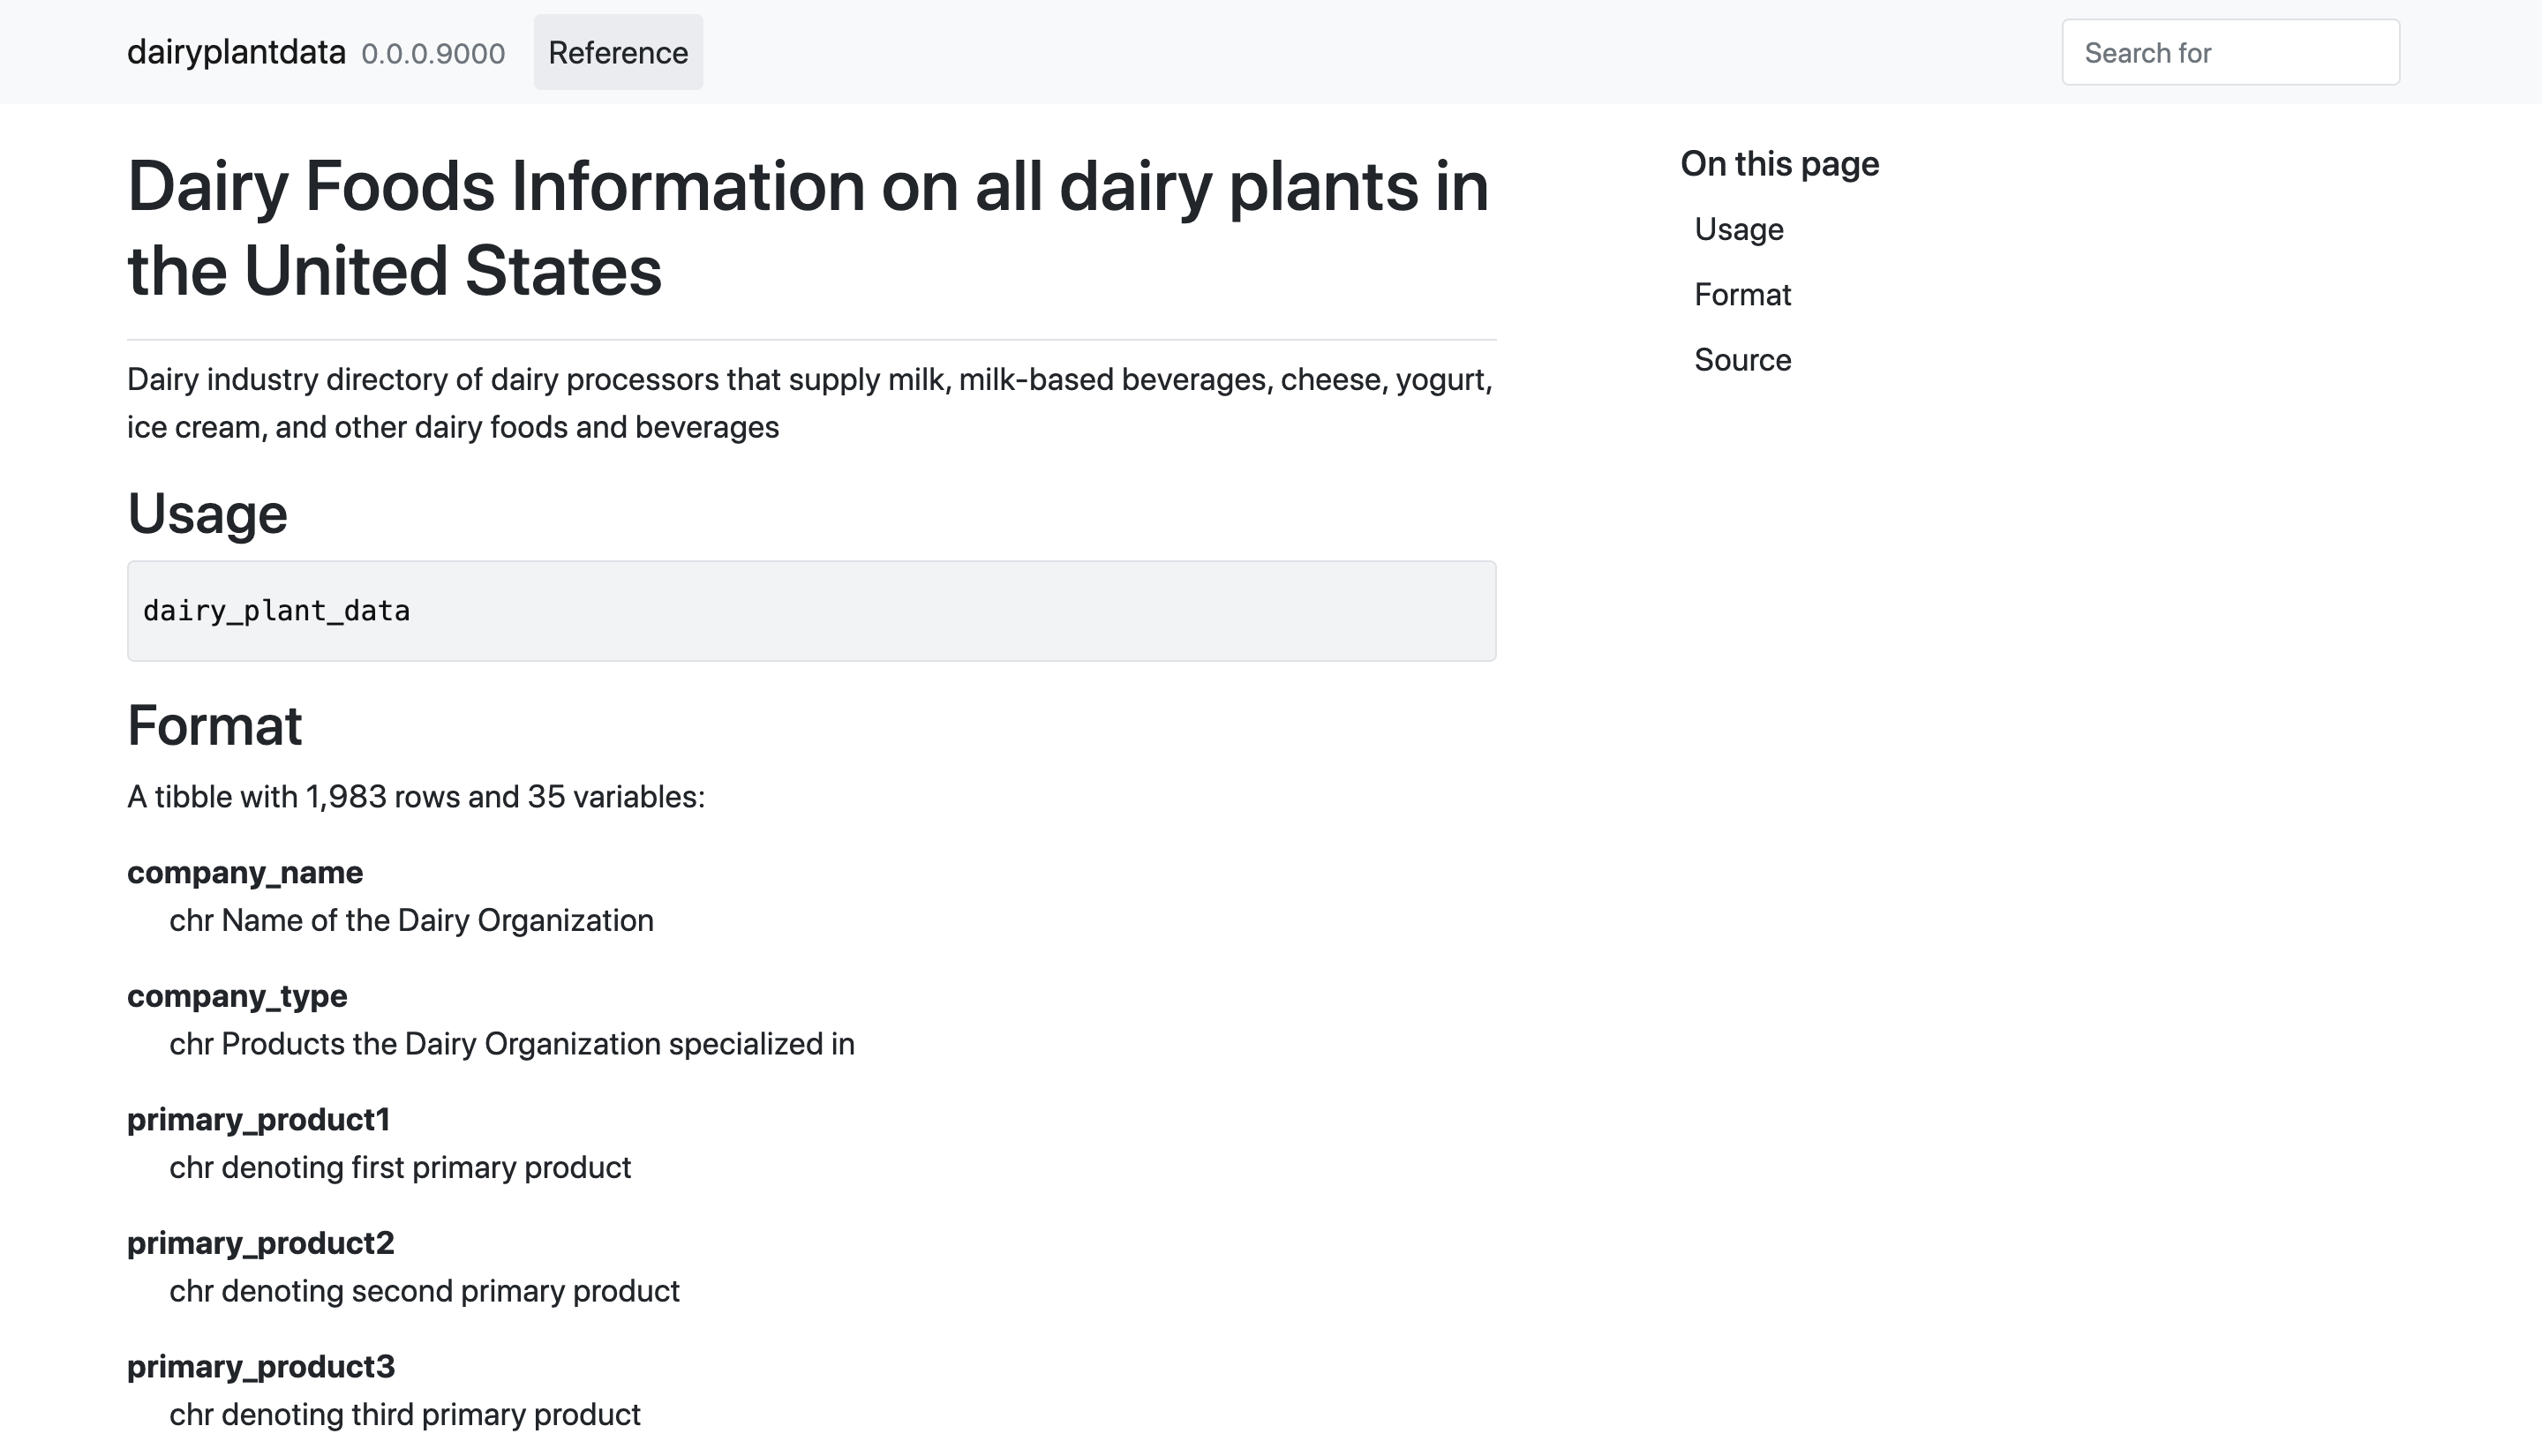 dairyplantdata 0.0.0.9000 Reference Search for
Dairy Foods Information on all dairy plants in
the United States
Dairy industry directory of dairy processors that supply milk, milk-based beverages, cheese, yogurt,
ice cream, and other dairy foods and beverages
Usage
dairy_plant_data
Format
A tibble with 1,983 rows and 35 variables:
company_name
chr Name of the Dairy Organization
company_type
chr Products the Dairy Organization specialized in
primary_product1
chr denoting first primary product
primary_product2
chr denoting second primary product
primary_product3
chr denoting third primary product
On this page
Usage
Format
Source